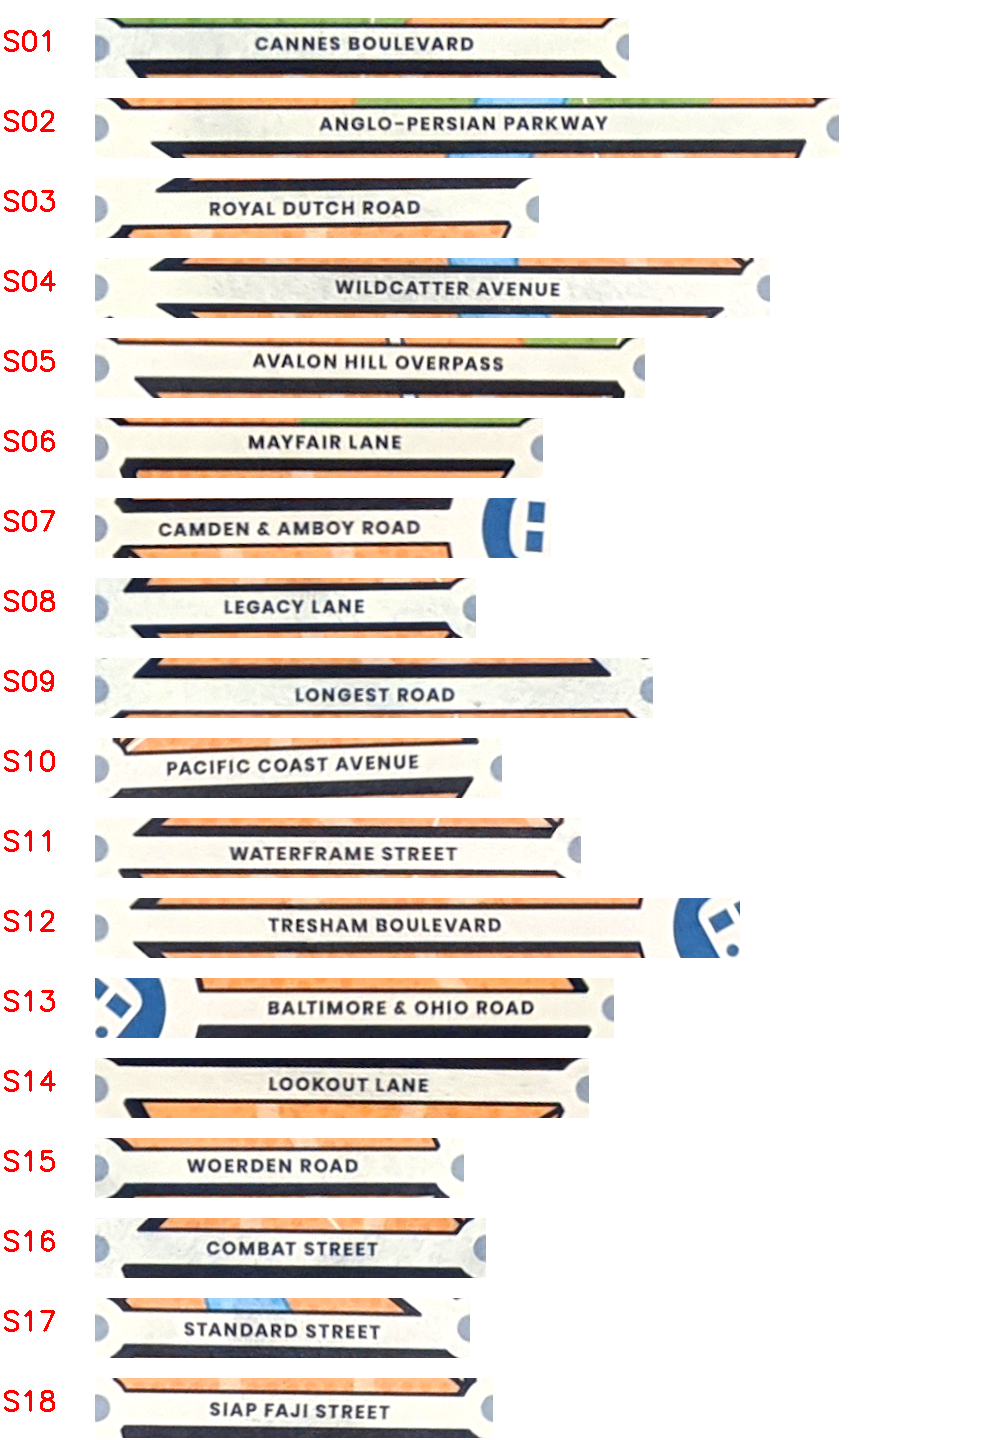 S01 CANNES BOULEVARD
S02 ANGLO-PERSIAN PARKWAY
S03 ROYAL DUTCH ROAD
S04 WILDCATTER AVENUE
S05 AVALON HILL OVERPASS
S06 MAYFAIR LANE
S07 CAMDEN & AMBOY ROAD
S08 LEGACY LANE
S09 LONGEST ROAD
S10 PACIFIC COAST AVENUE
S11 WATERFRAME STREET
S12 TRESHAM BOULEVARD
S13 BALTIMORE & OHIO ROAD
S14 LOOKOUT LANE
S15 WOERDEN ROAD
S16 COMBAT STREET
S17 STANDARD STREET
S18 SIAP FAJI STREET